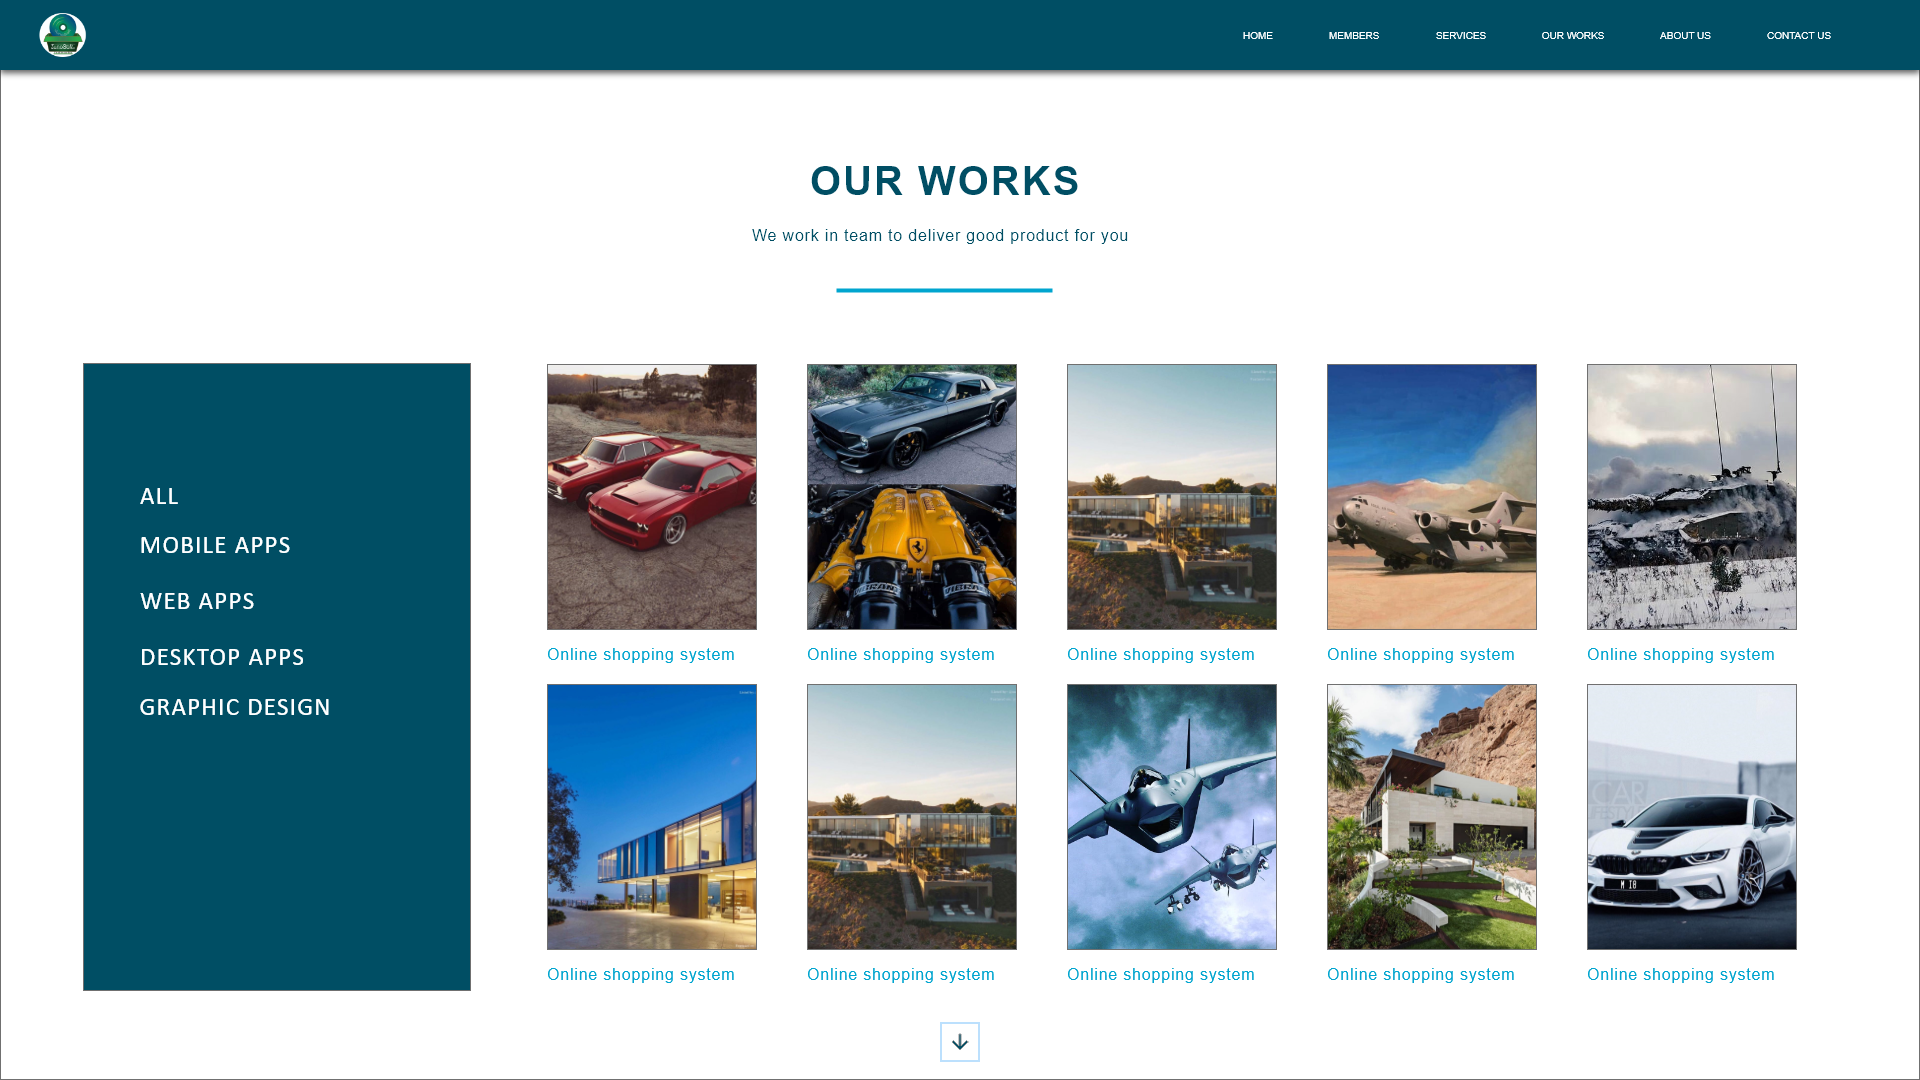 HOME MEMBERS SERVICES OUR WORKS ABOUT US CONTACT US
OUR WORKS
We work in team to deliver good product for you
ALL
MOBILE APPS
WEB APPS
DESKTOP APPS
GRAPHIC DESIGN
Online shopping system
Online shopping system
Online shopping system
Online shopping system
Online shopping system
CAR
M I8
Online shopping system
Online shopping system
Online shopping system
Online shopping system
Online shopping system